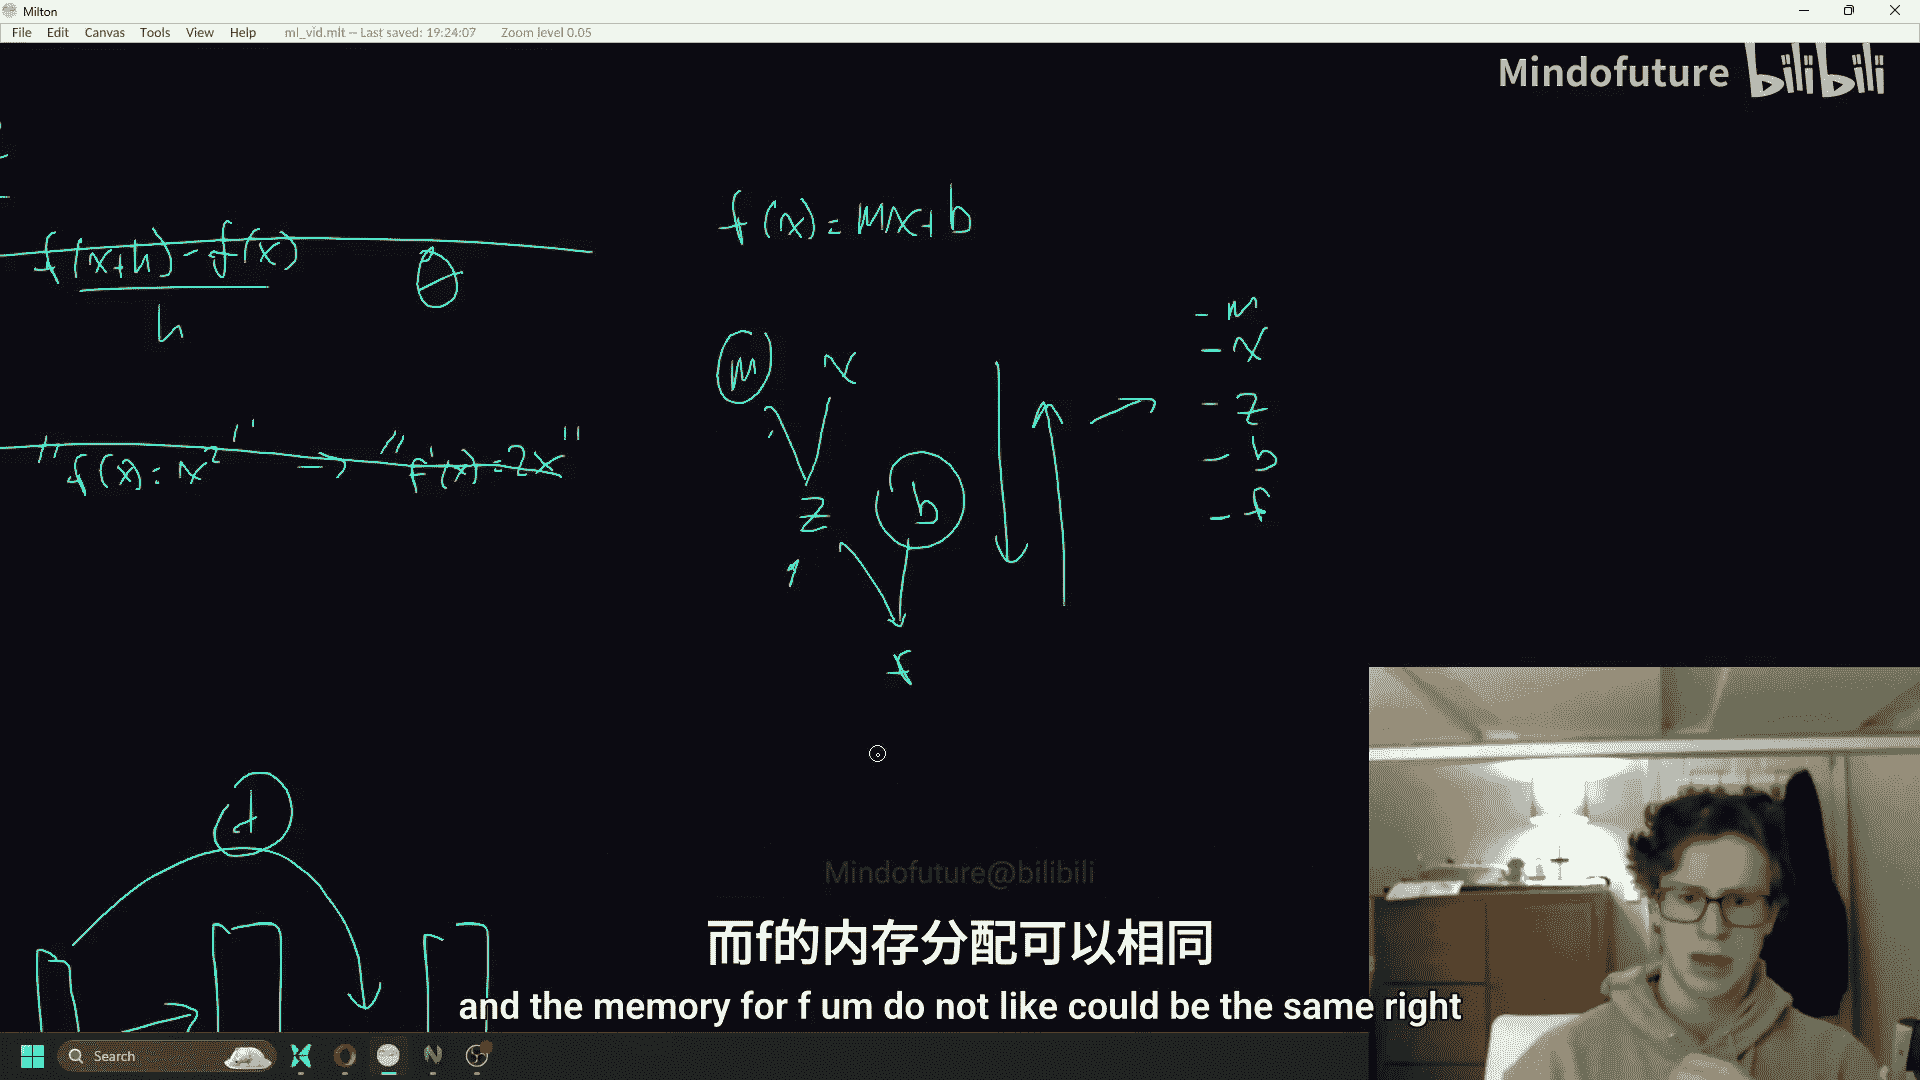 Milton
File Edit Canvas Tools View Help ml_vid.mlt -- Last saved: 19:24:07 Zoom level 0.05
Mindofuture bilibili
f(x+h) - f(x)
h
θ
"f(x) = x²" → "f'(x) = 2x"
f(x) = mx + b
m x
z b
f
- m
- x
- z
- b
- f
d
Mindofuture@bilibili
而f的内存分配可以相同
and the memory for f um do not like could be the same right
Search